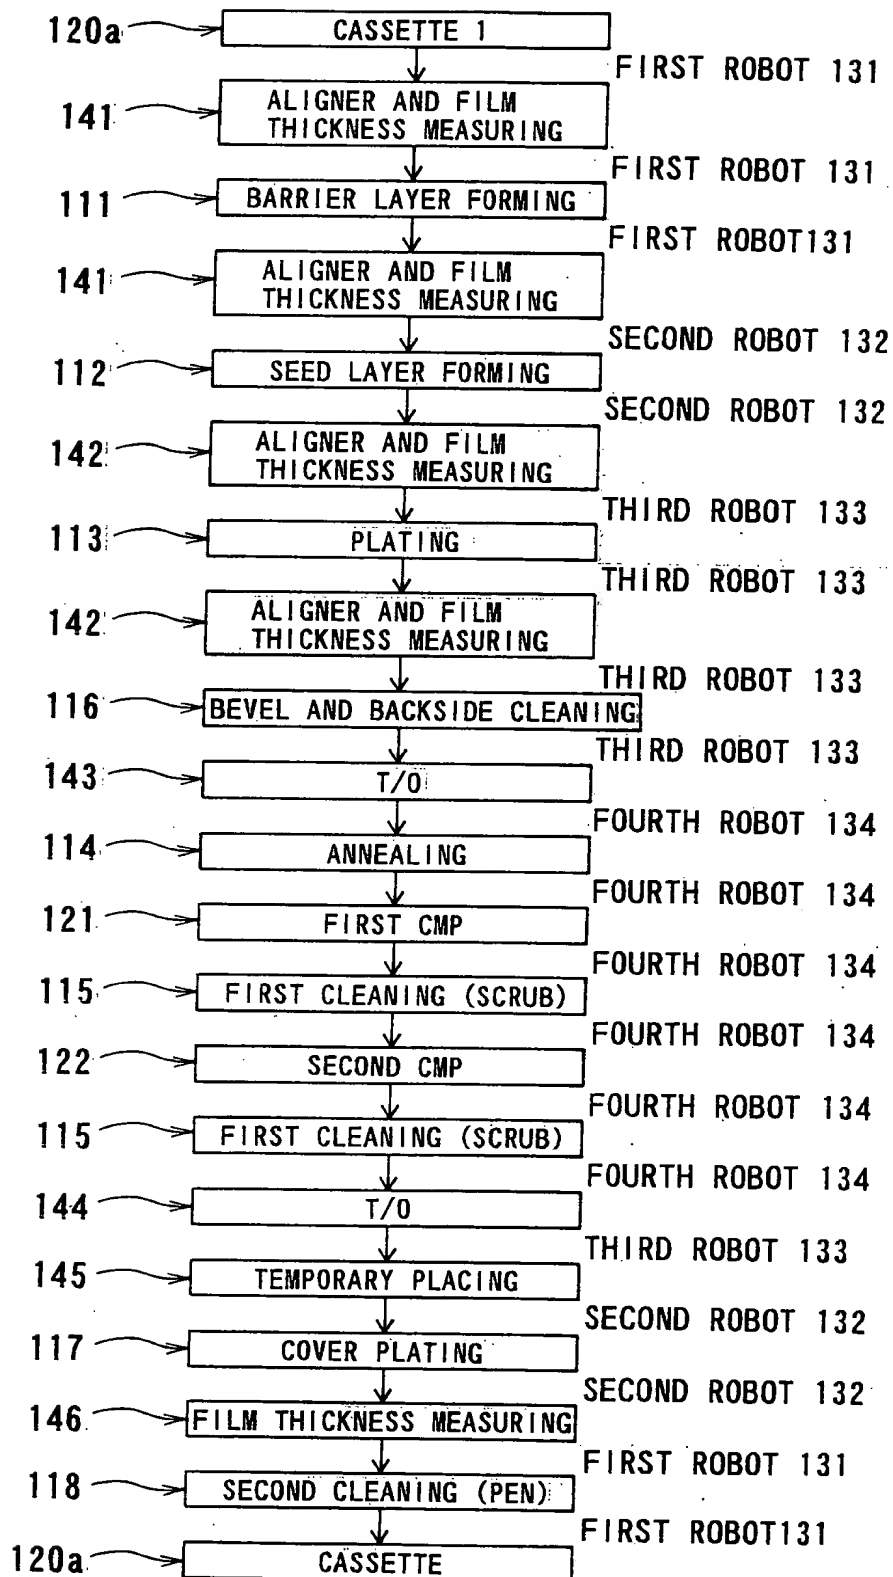 120a CASSETTE 1
FIRST ROBOT 131
141 ALIGNER AND FILM
THICKNESS MEASURING
FIRST ROBOT 131
111 BARRIER LAYER FORMING
FIRST ROBOT131
141 ALIGNER AND FILM
THICKNESS MEASURING
SECOND ROBOT 132
112 SEED LAYER FORMING
SECOND ROBOT 132
142 ALIGNER AND FILM
THICKNESS MEASURING
THIRD ROBOT 133
113 PLATING
THIRD ROBOT 133
142 ALIGNER AND FILM
THICKNESS MEASURING
THIRD ROBOT 133
116 BEVEL AND BACKSIDE CLEANING
THIRD ROBOT 133
143 T/O
FOURTH ROBOT 134
114 ANNEALING
FOURTH ROBOT 134
121 FIRST CMP
FOURTH ROBOT 134
115 FIRST CLEANING (SCRUB)
FOURTH ROBOT 134
122 SECOND CMP
FOURTH ROBOT 134
115 FIRST CLEANING (SCRUB)
FOURTH ROBOT 134
144 T/O
THIRD ROBOT 133
145 TEMPORARY PLACING
SECOND ROBOT 132
117 COVER PLATING
SECOND ROBOT 132
146 FILM THICKNESS MEASURING
FIRST ROBOT 131
118 SECOND CLEANING (PEN)
FIRST ROBOT131
120a CASSETTE